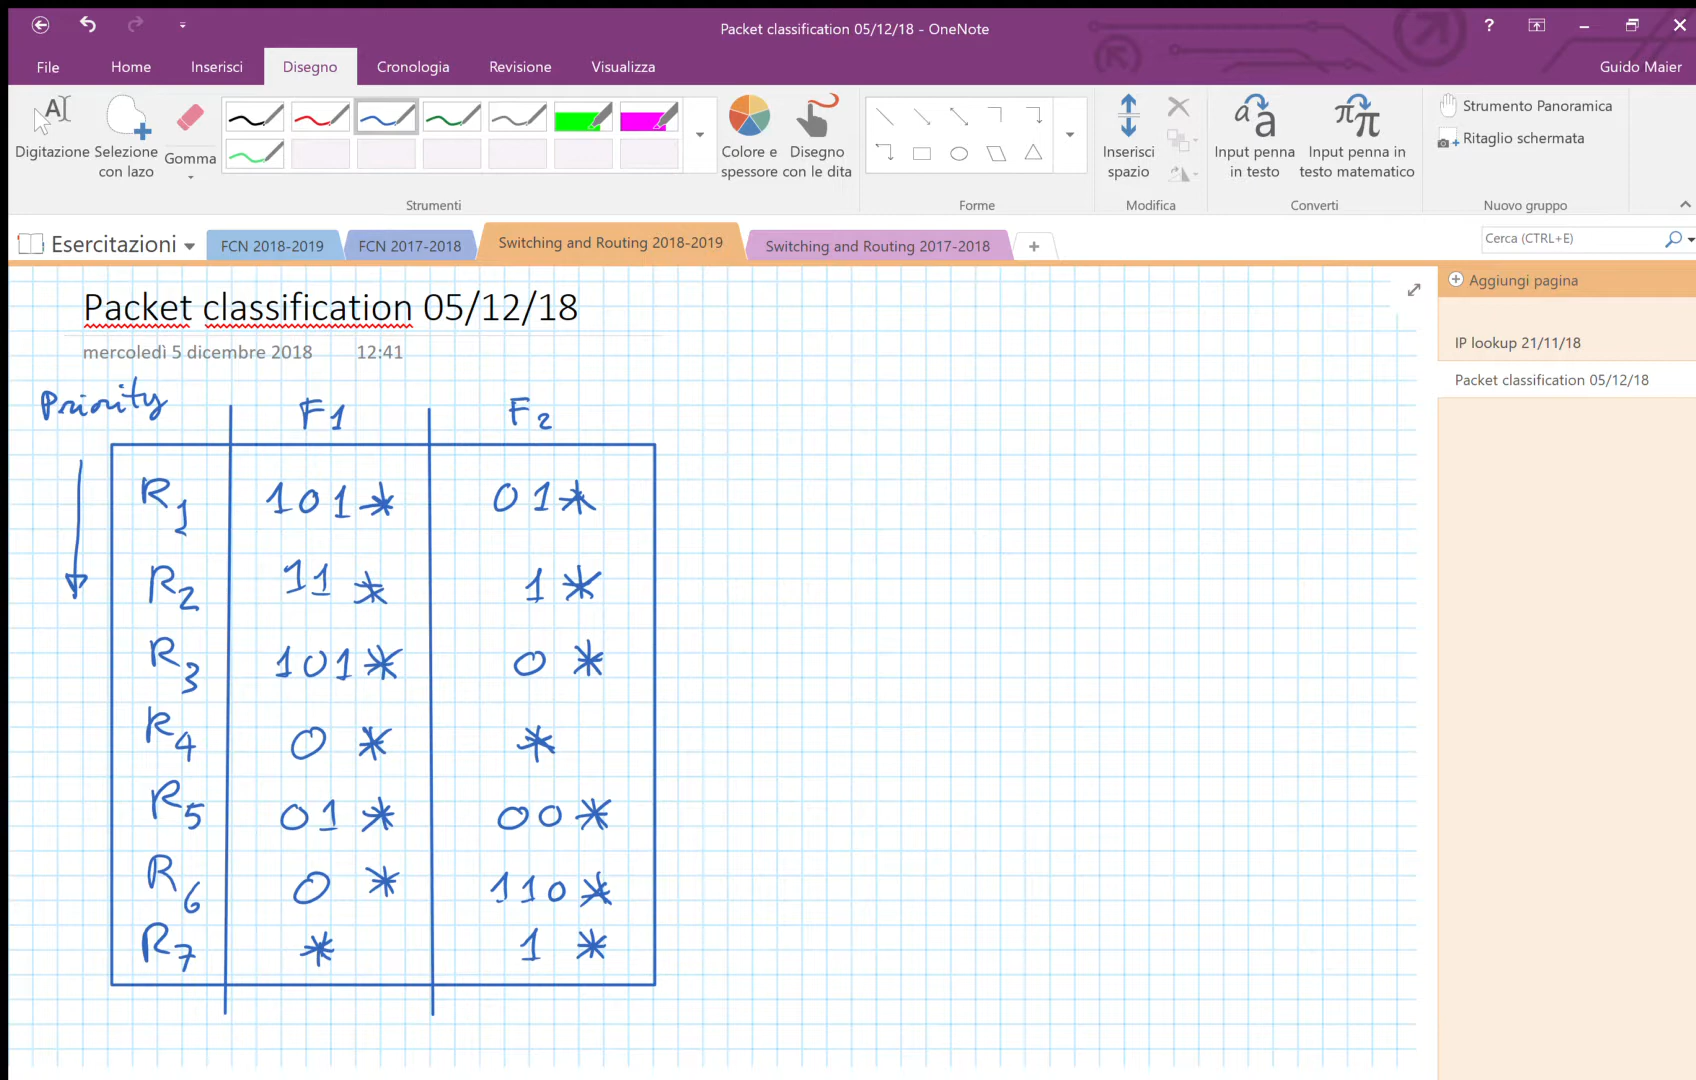 Packet classification 05/12/18 - OneNote
?
File Home Inserisci Disegno Cronologia Revisione Visualizza Guido Maier
Digitazione
Selezione con lazo
Gomma
Strumenti
Colore e spessore
Disegno con le dita
Forme
Inserisci spazio
Modifica
Input penna in testo
Input penna in testo matematico
Converti
Strumento Panoramica
Ritaglio schermata
Nuovo gruppo
Esercitazioni FCN 2018-2019 FCN 2017-2018 Switching and Routing 2018-2019 Switching and Routing 2017-2018 +
Cerca (CTRL+E)
Aggiungi pagina
IP lookup 21/11/18
Packet classification 05/12/18
Packet classification 05/12/18
mercoledì 5 dicembre 2018 12:41
Priority F1 F2
R1 101* 01*
R2 11* 1*
R3 101* 0*
R4 0* *
R5 01* 00*
R6 0* 110*
R7 * 1*